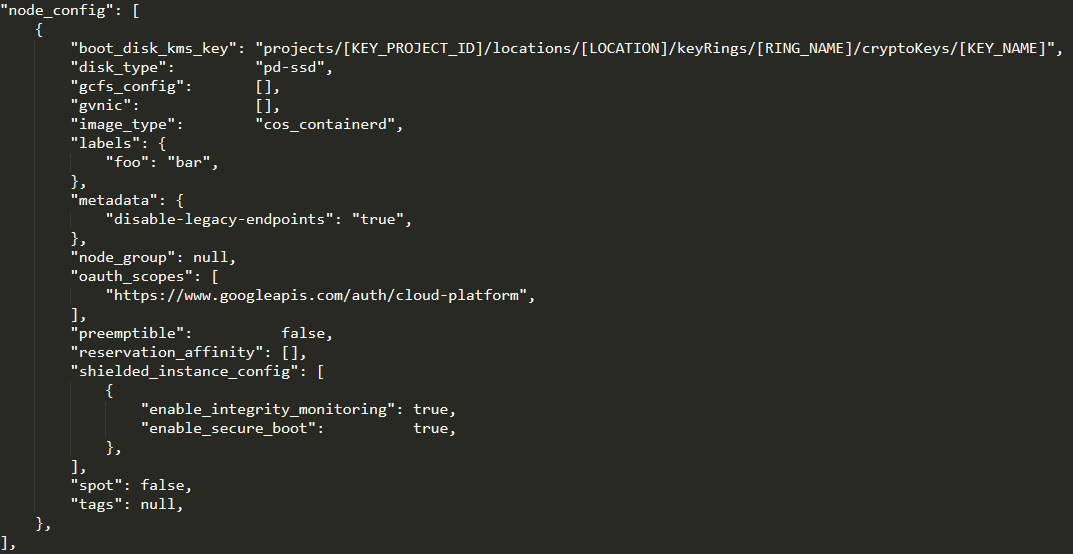 "node_config": [
    {
        "boot_disk_kms_key": "projects/[KEY_PROJECT_ID]/locations/[LOCATION]/keyRings/[RING_NAME]/cryptoKeys/[KEY_NAME]",
        "disk_type":         "pd-ssd",
        "gcfs_config":       [],
        "gvnic":             [],
        "image_type":        "cos_containerd",
        "labels": {
            "foo": "bar",
        },
        "metadata": {
            "disable-legacy-endpoints": "true",
        },
        "node_group": null,
        "oauth_scopes": [
            "https://www.googleapis.com/auth/cloud-platform",
        ],
        "preemptible":          false,
        "reservation_affinity": [],
        "shielded_instance_config": [
            {
                "enable_integrity_monitoring": true,
                "enable_secure_boot":          true,
            },
        ],
        "spot": false,
        "tags": null,
    },
],